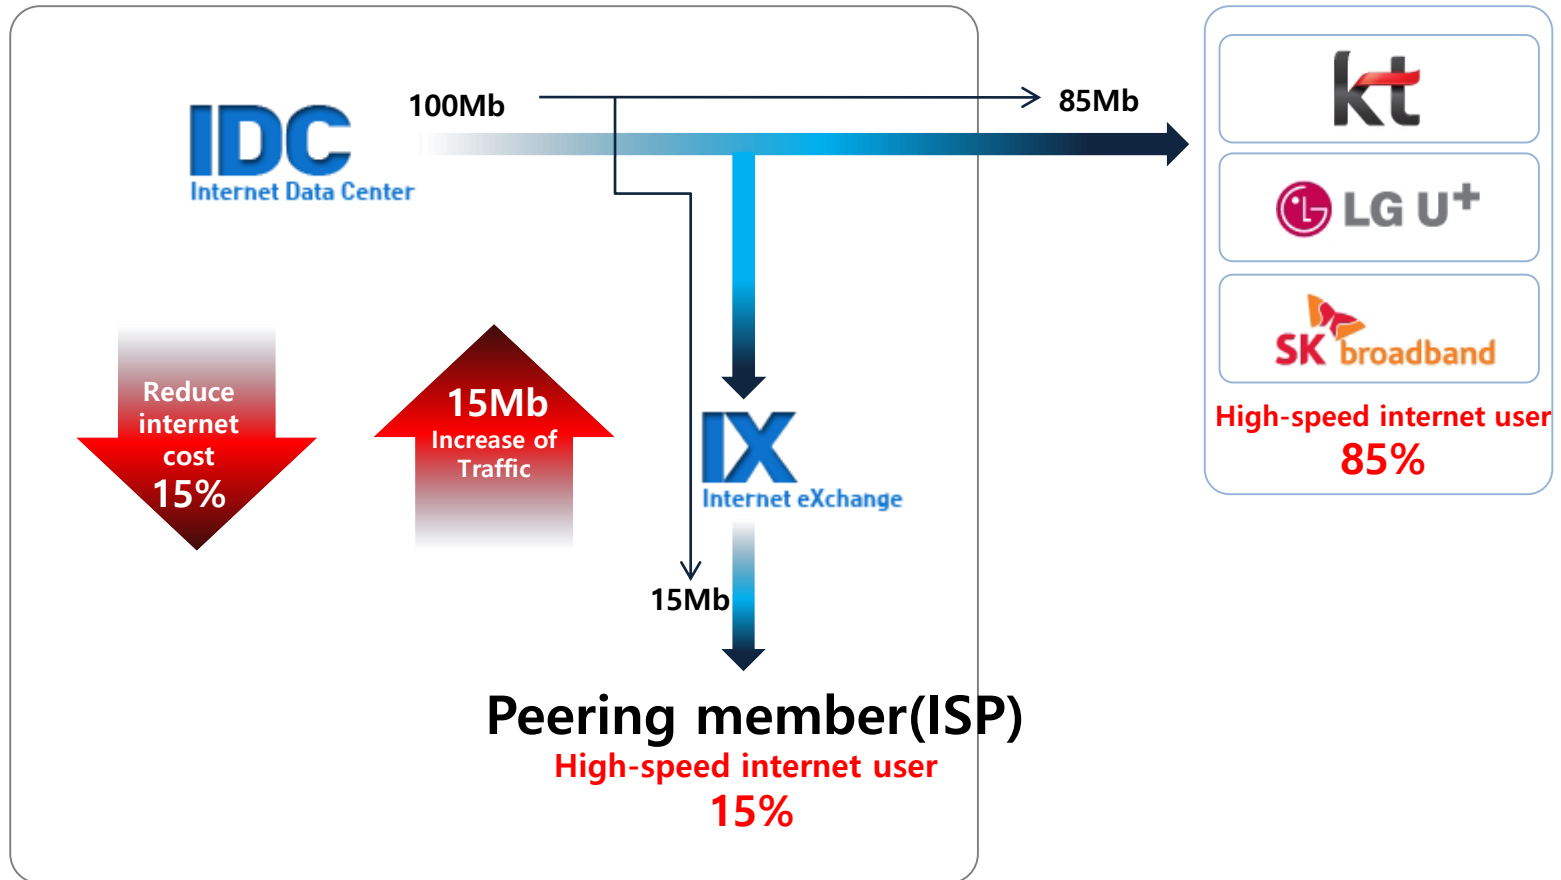 IDC
Internet Data Center
100Mb
85Mb
kt
LG U+
SK broadband
High-speed internet user
85%
Reduce
internet
cost
15%
15Mb
Increase of
Traffic
IX
Internet eXchange
15Mb
Peering member(ISP)
High-speed internet user
15%